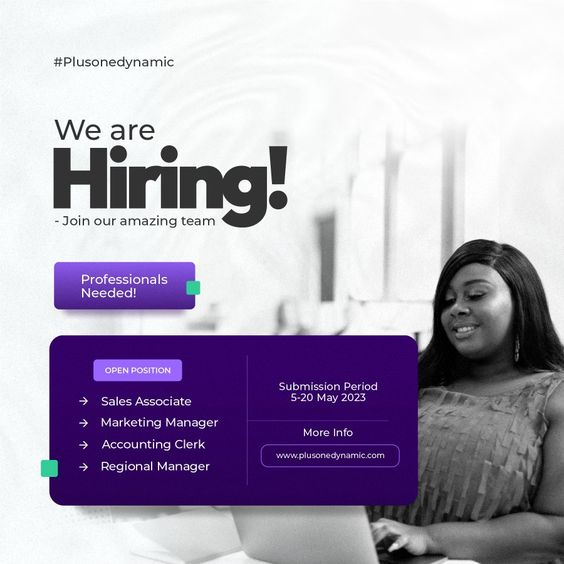 #Plusonedynamic
We are
Hiring!
- Join our amazing team
Professionals
Needed!
OPEN POSITION
→ Sales Associate
→ Marketing Manager
→ Accounting Clerk
→ Regional Manager
Submission Period
5-20 May 2023
More Info
www.plusonedynamic.com